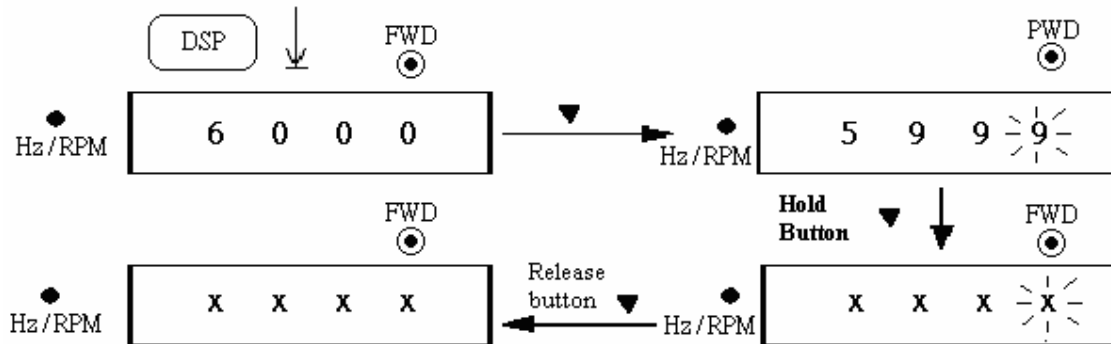 DSP
FWD
Hz/RPM
6 0 0 0
PWD
Hz/RPM
5 9 9 9
Hold
Button
FWD
Hz/RPM
x x x x
Release
button
FWD
Hz/RPM
x x x x